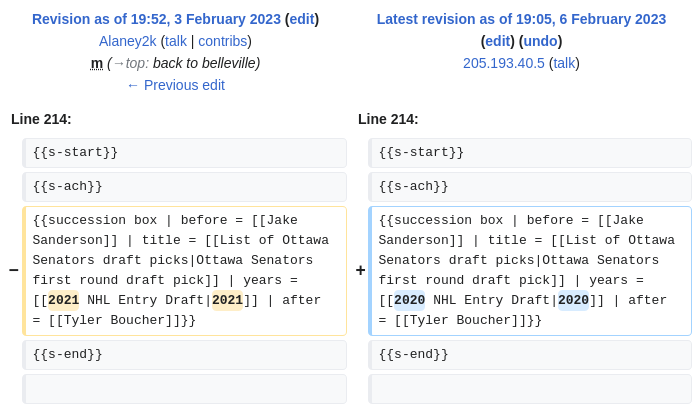 Revision as of 19:52, 3 February 2023 (edit)
Alaney2k (talk | contribs)
m (→top: back to belleville)
← Previous edit
Latest revision as of 19:05, 6 February 2023
(edit) (undo)
205.193.40.5 (talk)
Line 214:
{{s-start}}
{{s-ach}}
− {{succession box | before = [[Jake
Sanderson]] | title = [[List of Ottawa
Senators draft picks|Ottawa Senators
first round draft pick]] | years =
[[2021 NHL Entry Draft|2021]] | after
= [[Tyler Boucher]]}}
{{s-end}}
Line 214:
{{s-start}}
{{s-ach}}
+ {{succession box | before = [[Jake
Sanderson]] | title = [[List of Ottawa
Senators draft picks|Ottawa Senators
first round draft pick]] | years =
[[2020 NHL Entry Draft|2020]] | after
= [[Tyler Boucher]]}}
{{s-end}}